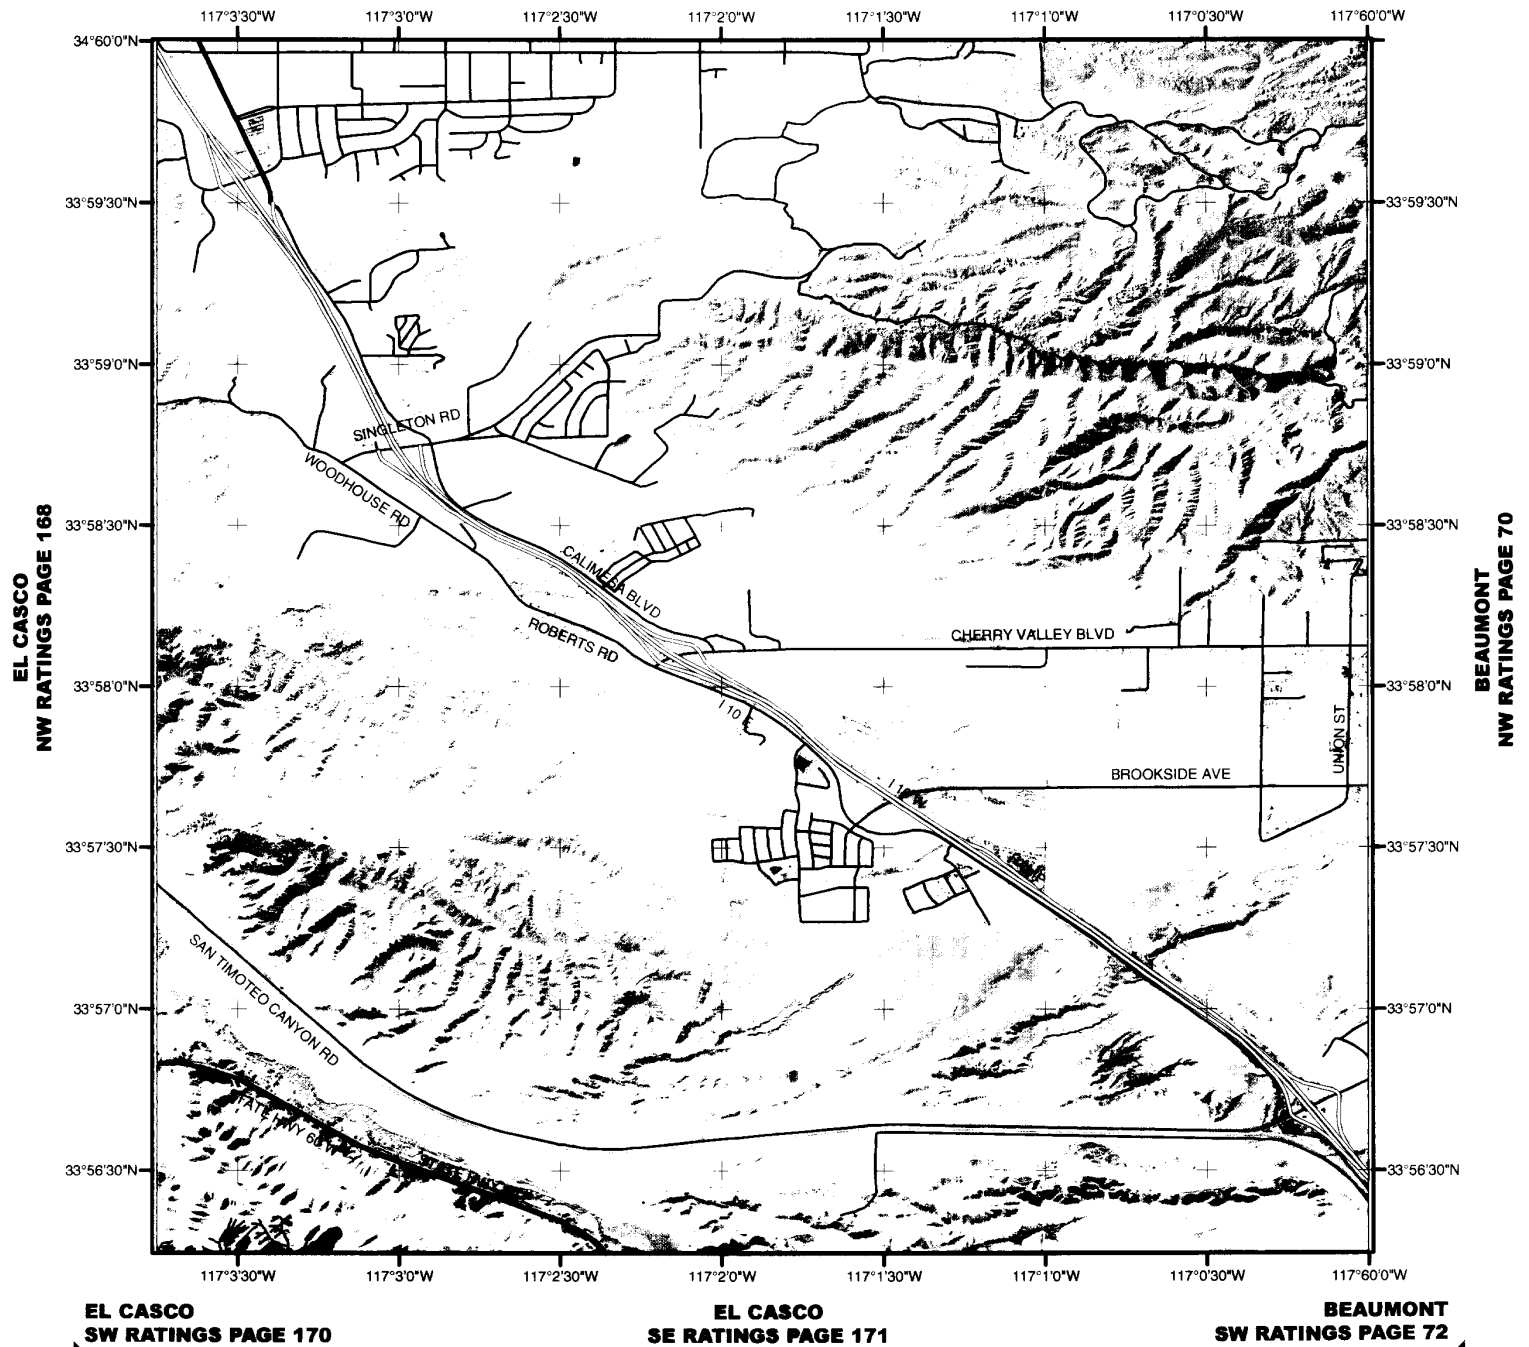 117°3'30"W 117°3'0"W 117°2'30"W 117°2'0"W 117°1'30"W 117°1'0"W 117°0'30"W 117°60'0"W
34°60'0"N
33°59'30"N 33°59'30"N
33°59'0"N 33°59'0"N
SINGLETON RD
WOODHOUSE RD
33°58'30"N 33°58'30"N
EL CASCO
NW RATINGS PAGE 168
BEAUMONT
NW RATINGS PAGE 70
CALIMESA BLVD
ROBERTS RD
CHERRY VALLEY BLVD
33°58'0"N 33°58'0"N
I 10 E
UNION ST
BROOKSIDE AVE
I 10 W
33°57'30"N 33°57'30"N
SAN TIMOTEO CANYON RD
33°57'0"N 33°57'0"N
STATE HWY 60 W
33°56'30"N 33°56'30"N
117°3'30"W 117°3'0"W 117°2'30"W 117°2'0"W 117°1'30"W 117°1'0"W 117°0'30"W 117°60'0"W
EL CASCO
SW RATINGS PAGE 170
EL CASCO
SE RATINGS PAGE 171
BEAUMONT
SW RATINGS PAGE 72